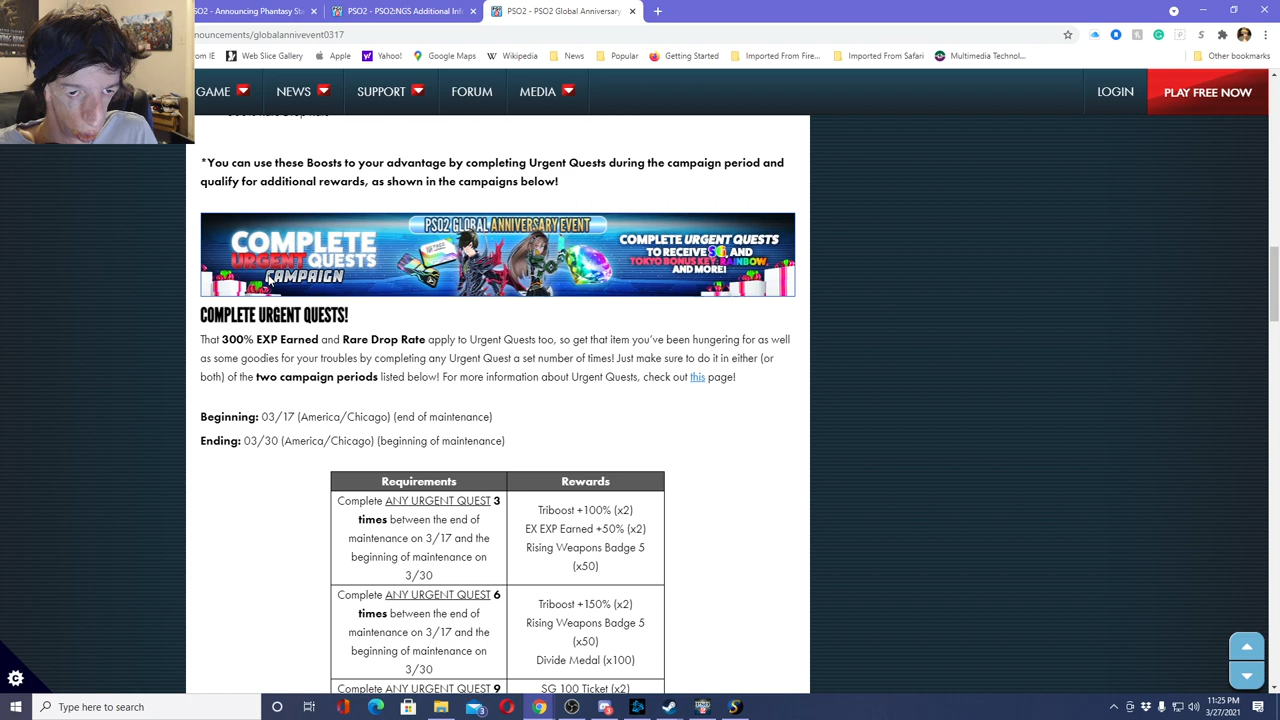 PSO2 - Announcing Phantasy St
PSO2 - PSO2:NGS Additional Inf
PSO2 - PSO2 Global Anniversary
nnouncements/globalannivevent0317
om IE
Web Slice Gallery
Apple
Yahoo!
Google Maps
Wikipedia
News
Popular
Getting Started
Imported From Fire...
Imported From Safari
Multimedia Technol...
Other bookmarks
GAME
NEWS
SUPPORT
FORUM
MEDIA
LOGIN
PLAY FREE NOW
*You can use these Boosts to your advantage by completing Urgent Quests during the campaign period and
qualify for additional rewards, as shown in the campaigns below!
PSO2 GLOBAL ANNIVERSARY EVENT
COMPLETE
URGENT QUESTS
CAMPAIGN
COMPLETE URGENT QUESTS
TO RECEIVE SG, AND
TOKYO BONUS KEY: RAINBOW,
AND MORE!
COMPLETE URGENT QUESTS!
That 300% EXP Earned and Rare Drop Rate apply to Urgent Quests too, so get that item you've been hungering for as well
as some goodies for your troubles by completing any Urgent Quest a set number of times! Just make sure to do it in either (or
both) of the two campaign periods listed below! For more information about Urgent Quests, check out this page!
Beginning: 03/17 (America/Chicago) (end of maintenance)
Ending: 03/30 (America/Chicago) (beginning of maintenance)
Requirements
Rewards
Complete ANY URGENT QUEST 3
times between the end of
maintenance on 3/17 and the
beginning of maintenance on
3/30
Triboost +100% (x2)
EX EXP Earned +50% (x2)
Rising Weapons Badge 5
(x50)
Complete ANY URGENT QUEST 6
times between the end of
maintenance on 3/17 and the
beginning of maintenance on
3/30
Triboost +150% (x2)
Rising Weapons Badge 5
(x50)
Divide Medal (x100)
Complete ANY URGENT QUEST 9
SG 100 Ticket (x2)
Type here to search
11:25 PM
3/27/2021